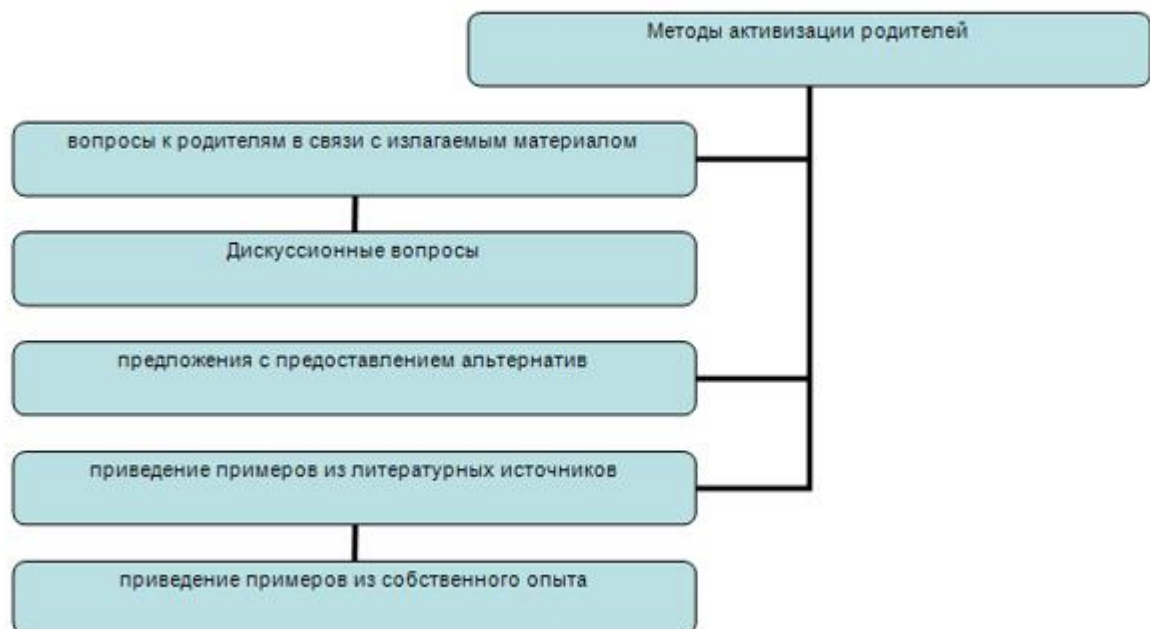 Методы активизации родителей
вопросы к родителям в связи с излагаемым материалом
Дискуссионные вопросы
предложения с предоставлением альтернатив
приведение примеров из литературных источников
приведение примеров из собственного опыта